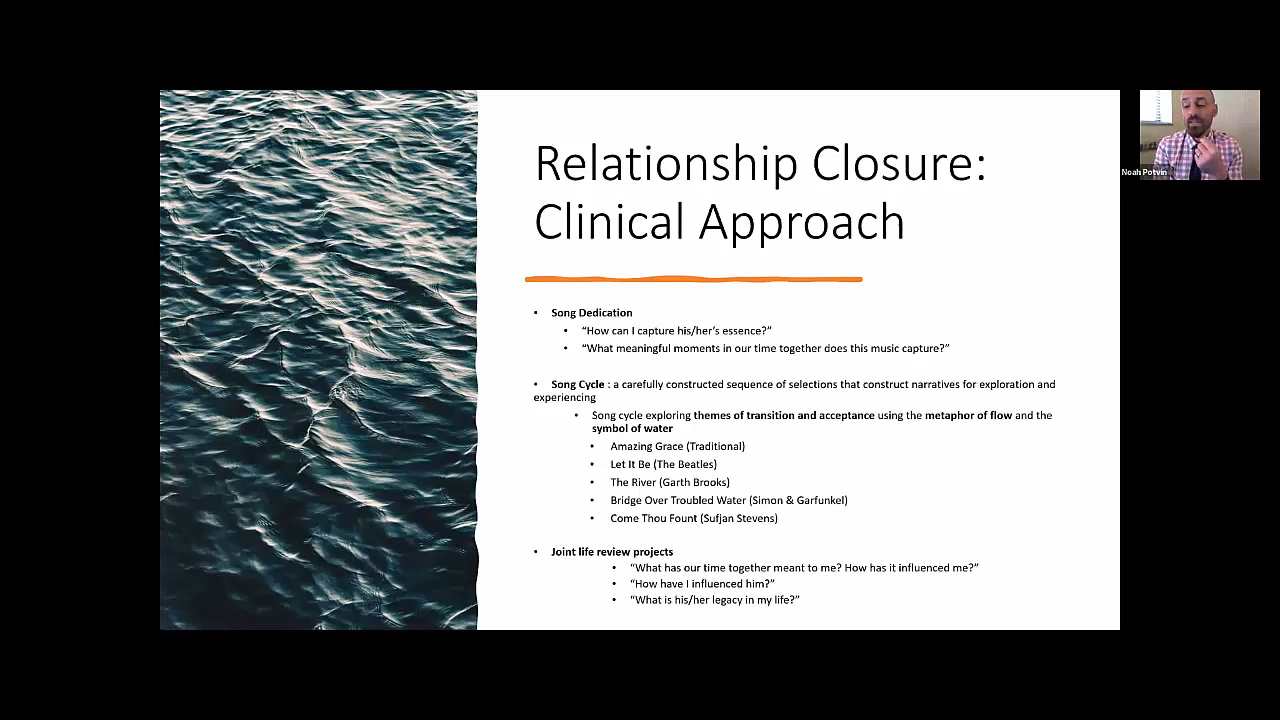 Relationship Closure:
Clinical Approach
Noah Potvin
• Song Dedication
• “How can I capture his/her’s essence?”
• “What meaningful moments in our time together does this music capture?”
• Song Cycle : a carefully constructed sequence of selections that construct narratives for exploration and
experiencing
• Song cycle exploring themes of transition and acceptance using the metaphor of flow and the
symbol of water
• Amazing Grace (Traditional)
• Let It Be (The Beatles)
• The River (Garth Brooks)
• Bridge Over Troubled Water (Simon & Garfunkel)
• Come Thou Fount (Sufjan Stevens)
• Joint life review projects
• “What has our time together meant to me? How has it influenced me?”
• “How have I influenced him?”
• “What is his/her legacy in my life?”